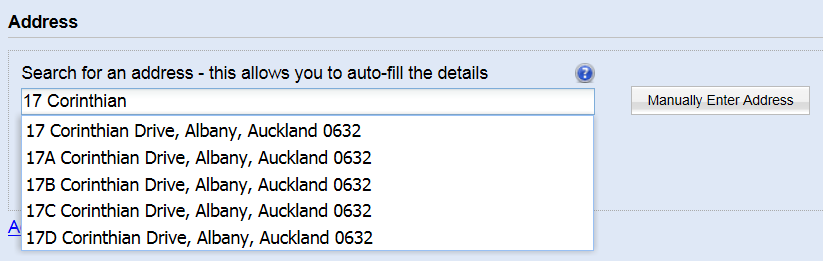 Address
Search for an address - this allows you to auto-fill the details
?
17 Corinthian
Manually Enter Address
17 Corinthian Drive, Albany, Auckland 0632
17A Corinthian Drive, Albany, Auckland 0632
17B Corinthian Drive, Albany, Auckland 0632
17C Corinthian Drive, Albany, Auckland 0632
17D Corinthian Drive, Albany, Auckland 0632